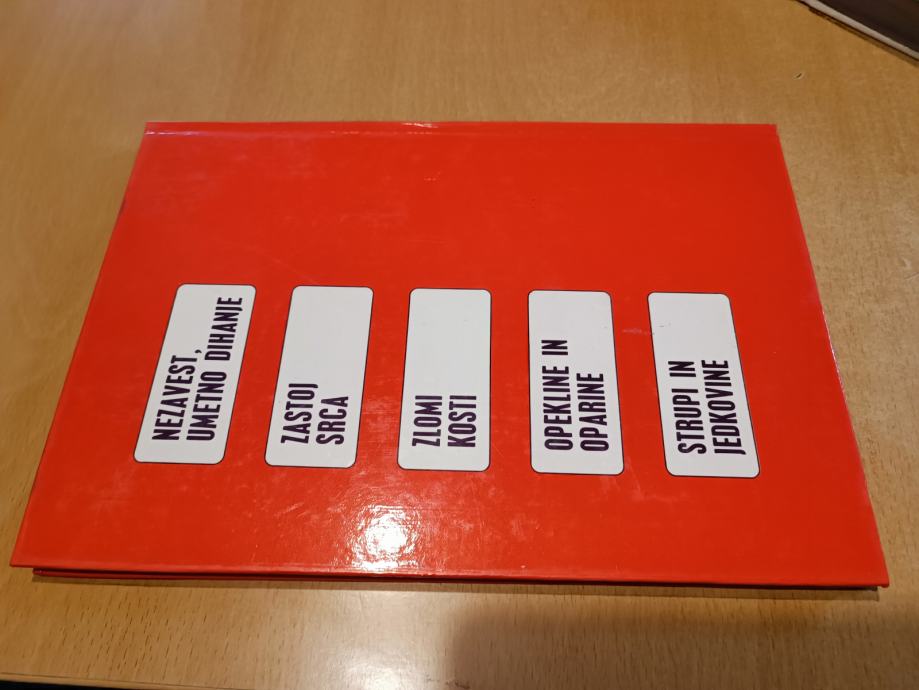 NEZAVEST,
UMETNO DIHANJE
ZASTOJ
SRCA
ZLOMI
KOSTI
OPEKLINE IN
OPARINE
STRUPI IN
JEDKOVINE